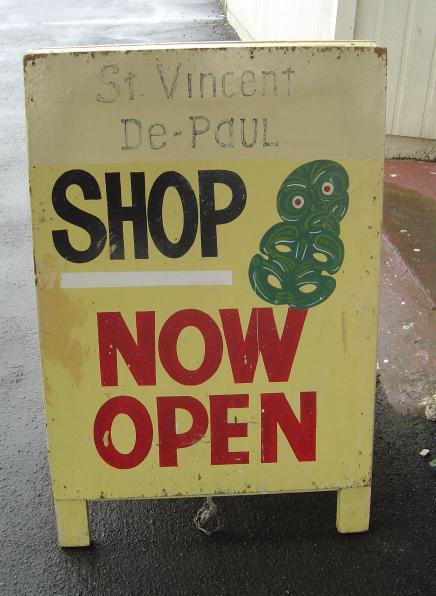 St. Vincent
De-PauL
SHOP
NOW
OPEN